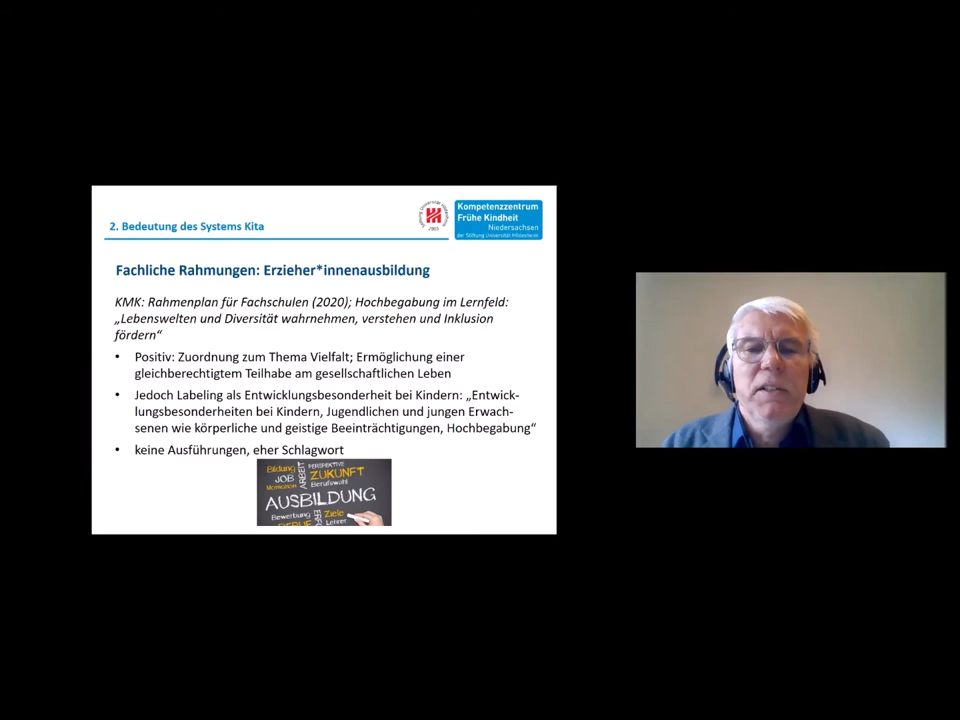 Kompetenzzentrum
Frühe Kindheit
Niedersachsen
der Stiftung Universität Hildesheim
2003
2. Bedeutung des Systems Kita
Fachliche Rahmungen: Erzieher*innenausbildung
KMK: Rahmenplan für Fachschulen (2020); Hochbegabung im Lernfeld:
„Lebenswelten und Diversität wahrnehmen, verstehen und Inklusion
fördern“
• Positiv: Zuordnung zum Thema Vielfalt; Ermöglichung einer
gleichberechtigtem Teilhabe am gesellschaftlichen Leben
• Jedoch Labeling als Entwicklungsbesonderheit bei Kindern: „Entwick-
lungsbesonderheiten bei Kindern, Jugendlichen und jungen Erwach-
senen wie körperliche und geistige Beeinträchtigungen, Hochbegabung“
• keine Ausführungen, eher Schlagwort
Bildung
PERSPEKTIVE
JOB
ARBEIT
ZUKUNFT
Motivation
Berufswahl
AUSBILDUNG
Bewerbung
Ziele
Lehrer